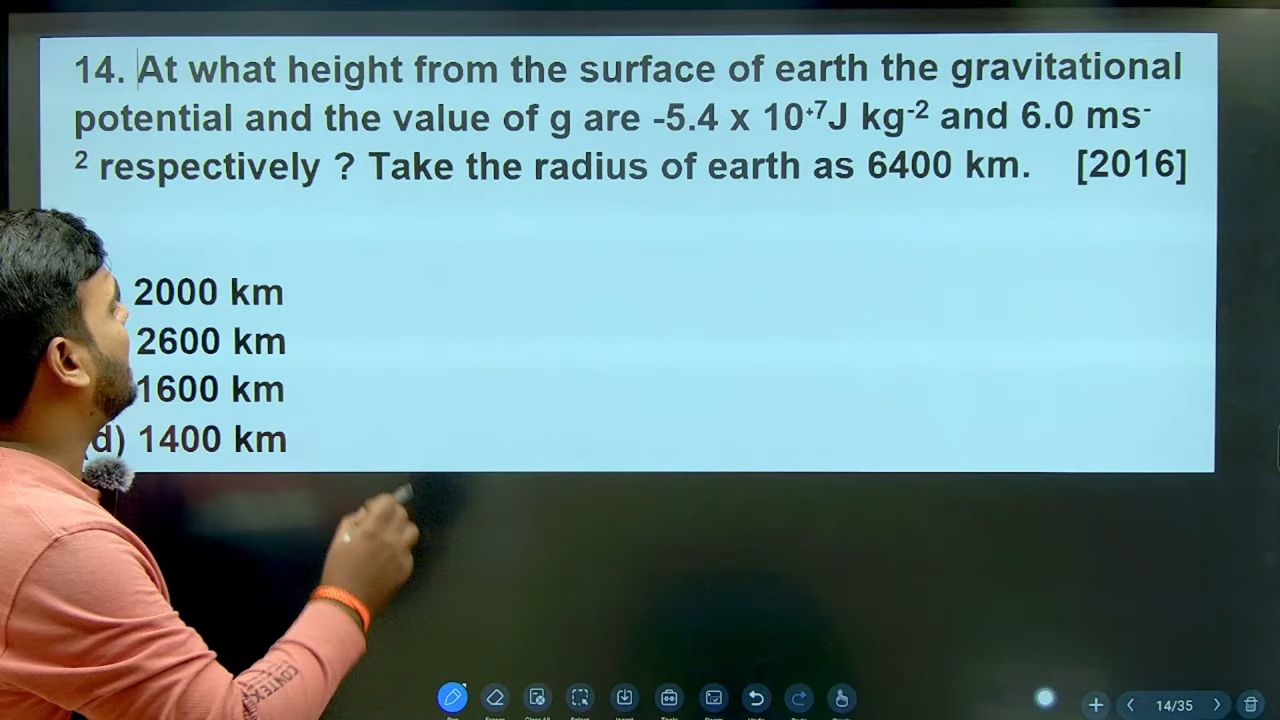 14. At what height from the surface of earth the gravitational
potential and the value of g are -5.4 x 10⁺⁷J kg⁻² and 6.0 ms⁻
² respectively ? Take the radius of earth as 6400 km. [2016]
2000 km
2600 km
1600 km
d) 1400 km
CONTEX
14/35